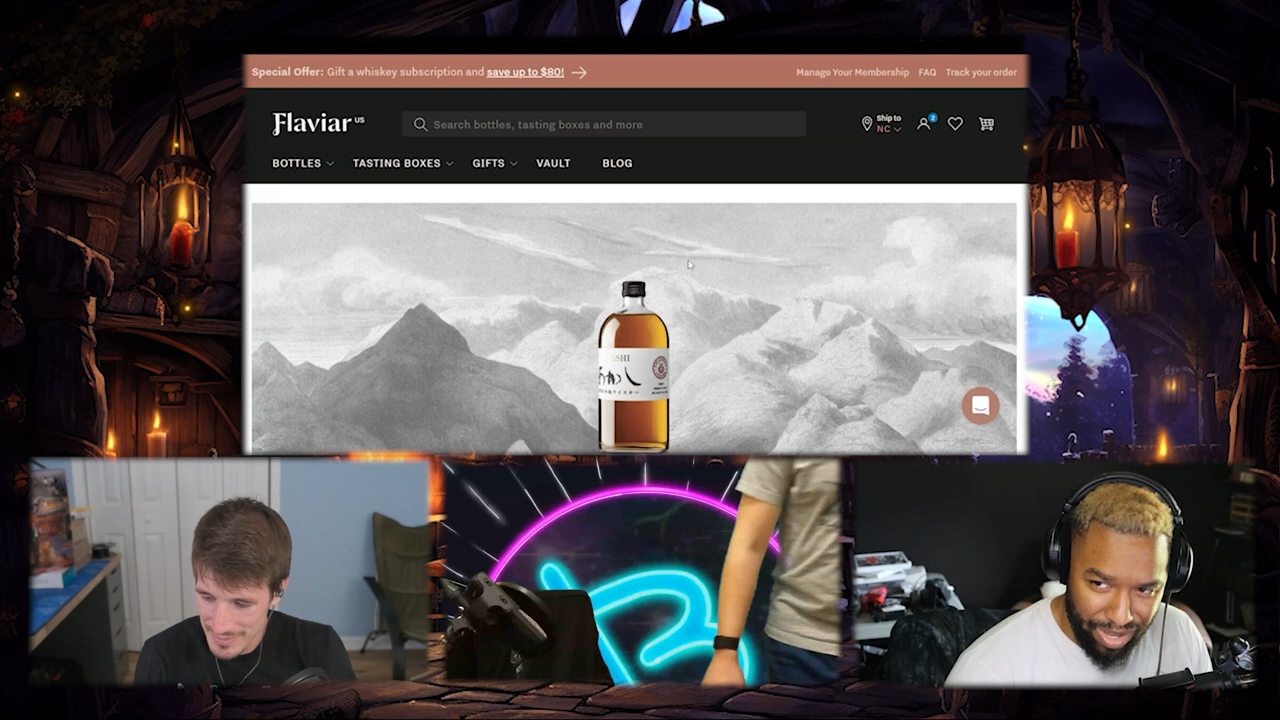 Special Offer: Gift a whiskey subscription and save up to $80!
Manage Your Membership FAQ Track your order
Flaviar US
Search bottles, tasting boxes and more
Ship to
NC
2
BOTTLES TASTING BOXES GIFTS VAULT BLOG